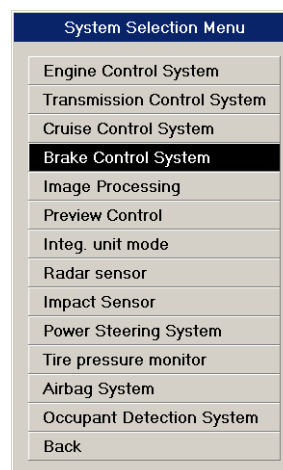 System Selection Menu
Engine Control System
Transmission Control System
Cruise Control System
Brake Control System
Image Processing
Preview Control
Integ. unit mode
Radar sensor
Impact Sensor
Power Steering System
Tire pressure monitor
Airbag System
Occupant Detection System
Back